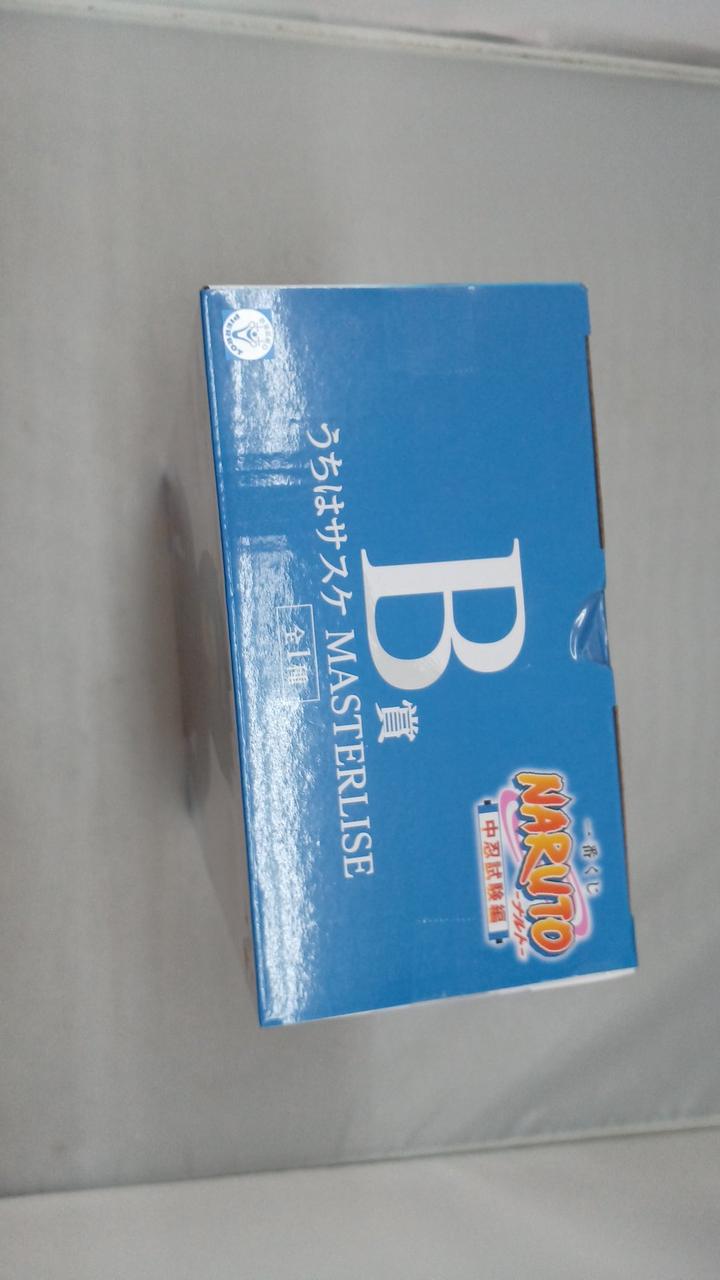 一番くじ
NARUTO
-ナルト-
中忍試験編
B賞
うちはサスケ MASTERLISE
全1種
PIERROT